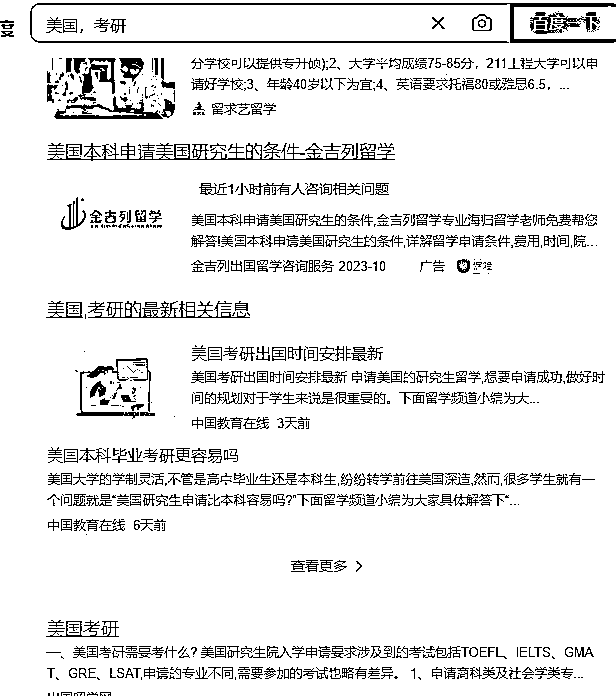 度
美国，考研
百度一下
分学校可以提供专升硕);2、大学平均成绩75-85分，211工程大学可以申
请好学校;3、年龄40岁以下为宜;4、英语要求托福80或雅思6.5，...
留求艺留学
美国本科申请美国研究生的条件-金吉列留学
最近1小时前有人咨询相关问题
金吉列留学
美国本科申请美国研究生的条件,金吉列留学专业海归留学老师免费帮您
解答!美国本科申请美国研究生的条件,详解留学申请条件,费用,时间,院...
金吉列出国留学咨询服务 2023-10 广告
美国,考研的最新相关信息
美国考研出国时间安排最新
美国考研出国时间安排最新 申请美国的研究生留学,想要申请成功,做好时
间的规划对于学生来说是很重要的。下面留学频道小编为大...
中国教育在线 3天前
美国本科毕业考研更容易吗
美国大学的学制灵活,不管是高中毕业生还是本科生,纷纷转学前往美国深造,然而,很多学生就有一
个问题就是“美国研究生申请比本科容易吗?”下面留学频道小编为大家具体解答下“...
中国教育在线 6天前
查看更多 >
美国考研
一、美国考研需要考什么? 美国研究生院入学申请要求涉及到的考试包括TOEFL、IELTS、GMA
T、GRE、LSAT,申请的专业不同,需要参加的考试也略有差异。 1、申请商科类及社会学类专...
出国留学网